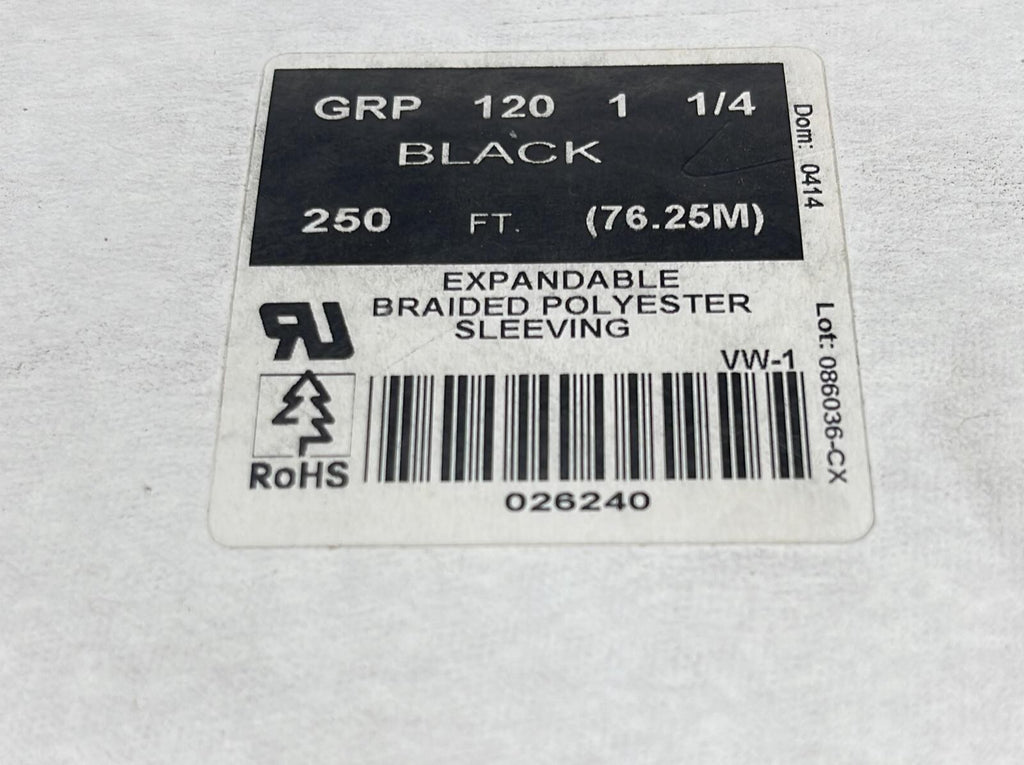 GRP 120 1 1/4
BLACK
250 FT. (76.25M)
Dom: 0414
EXPANDABLE
BRAIDED POLYESTER
SLEEVING
RU
VW-1
Lot: 086036-CX
RoHS
026240